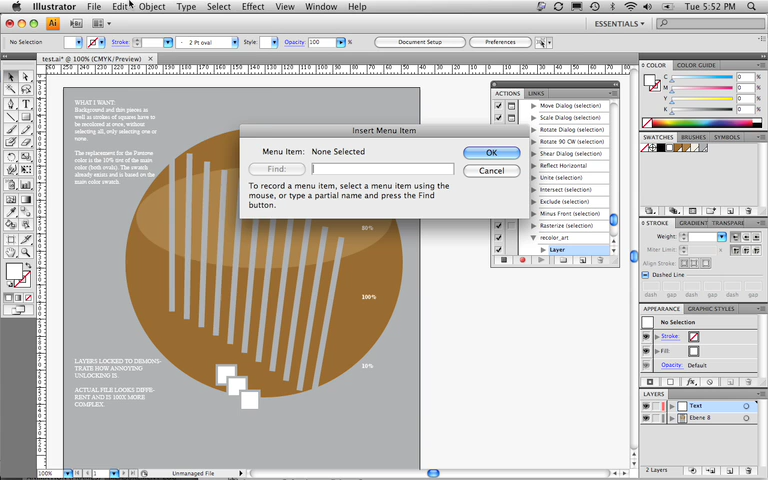 Illustrator File Edit Object Type Select Effect View Window Help
Tue 5:52 PM
Ai Br
ESSENTIALS
No Selection Stroke: 2 Pt oval Style: Opacity: 100 % Document Setup Preferences
test.ai* @ 100% (CMYK/Preview)
WHAT I WANT:
Background and thin pieces as
well as strokes of squares have to
be recolored at once, without
selecting all, only selecting one or
none.
The replacement for the Pantone
color is the 10% tint of the main
color (both ovals). The swatch
already exists and is based on the
main color swatch.
80%
100%
10%
LAYERS LOCKED TO DEMONS-
TRATE HOW ANNOYING
UNLOCKING IS.
ACTUAL FILE LOOKS DIFFE-
RENT AND IS 100X MORE
COMPLEX.
Insert Menu Item
Menu Item: None Selected
Find:
OK
Cancel
To record a menu item, select a menu item using the
mouse, or type a partial name and press the Find
button.
ACTIONS LINKS
Move Dialog (selection)
Scale Dialog (selection)
Rotate Dialog (selection)
Rotate 90 CW (selection)
Shear Dialog (selection)
Reflect Horizontal
Unite (selection)
Intersect (selection)
Exclude (selection)
Minus Front (selection)
Rasterize (selection)
recolor_art
Layer
COLOR COLOR GUIDE
C 0 %
M 0 %
Y 0 %
K 0 %
SWATCHES BRUSHES SYMBOLS
STROKE GRADIENT TRANSPARE
Weight:
Miter Limit:
Align Stroke:
Dashed Line
dash gap dash gap dash gap
APPEARANCE GRAPHIC STYLES
No Selection
Stroke:
Fill:
Opacity: Default
LAYERS
Text
Ebene 8
2 Layers
100% 1 Unmanaged File